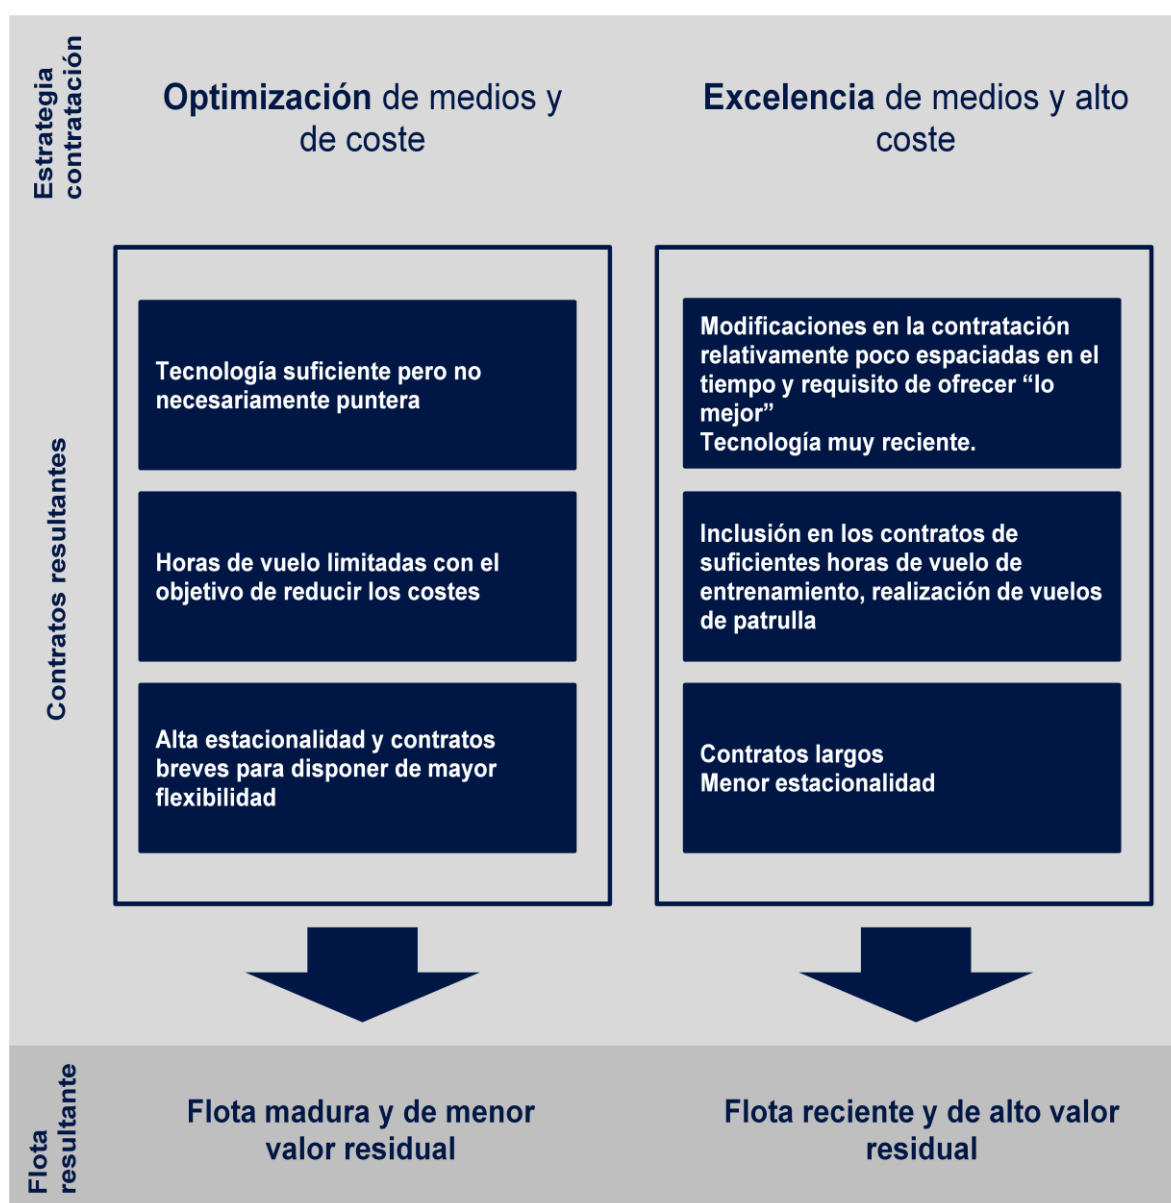 Estrategia
contratación
Optimización de medios y
de coste
Excelencia de medios y alto
coste
Contratos resultantes
Tecnología suficiente pero no
necesariamente puntera
Horas de vuelo limitadas con el
objetivo de reducir los costes
Alta estacionalidad y contratos
breves para disponer de mayor
flexibilidad
Modificaciones en la contratación
relativamente poco espaciadas en el
tiempo y requisito de ofrecer “lo
mejor”
Tecnología muy reciente.
Inclusión en los contratos de
suficientes horas de vuelo de
entrenamiento, realización de vuelos
de patrulla
Contratos largos
Menor estacionalidad
Flota
resultante
Flota madura y de menor
valor residual
Flota reciente y de alto valor
residual